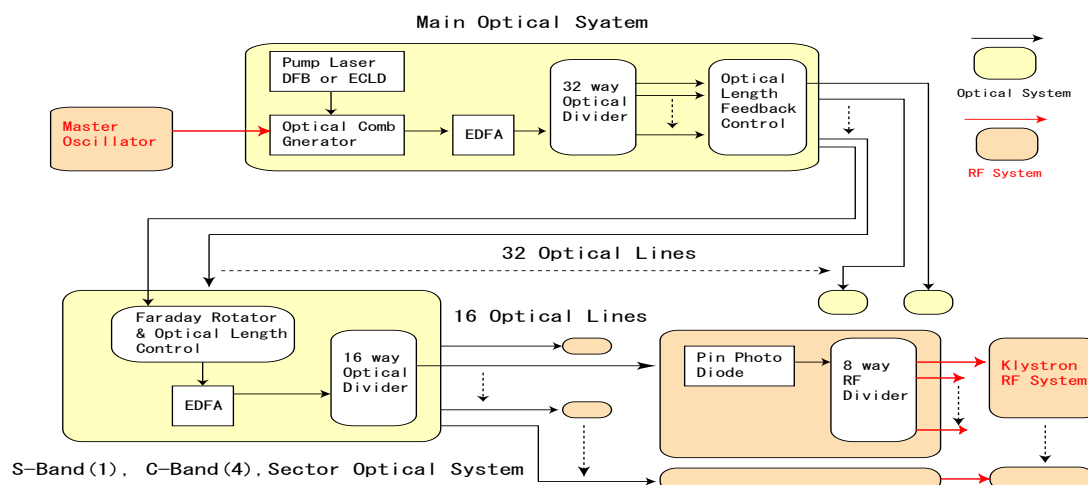 Main Optical Syatem
Pump Laser
DFB or ECLD
Optical Comb
Gnerator
EDFA
32 way
Optical
Divider
Optical
Length
Feedback
Control
Master
Oscillator
Optical System
RF System
32 Optical Lines
Faraday Rotator
& Optical Length
Control
EDFA
16 way
Optical
Divider
16 Optical Lines
Pin Photo
Diode
8 way
RF
Divider
Klystron
RF System
S-Band(1), C-Band(4), Sector Optical System